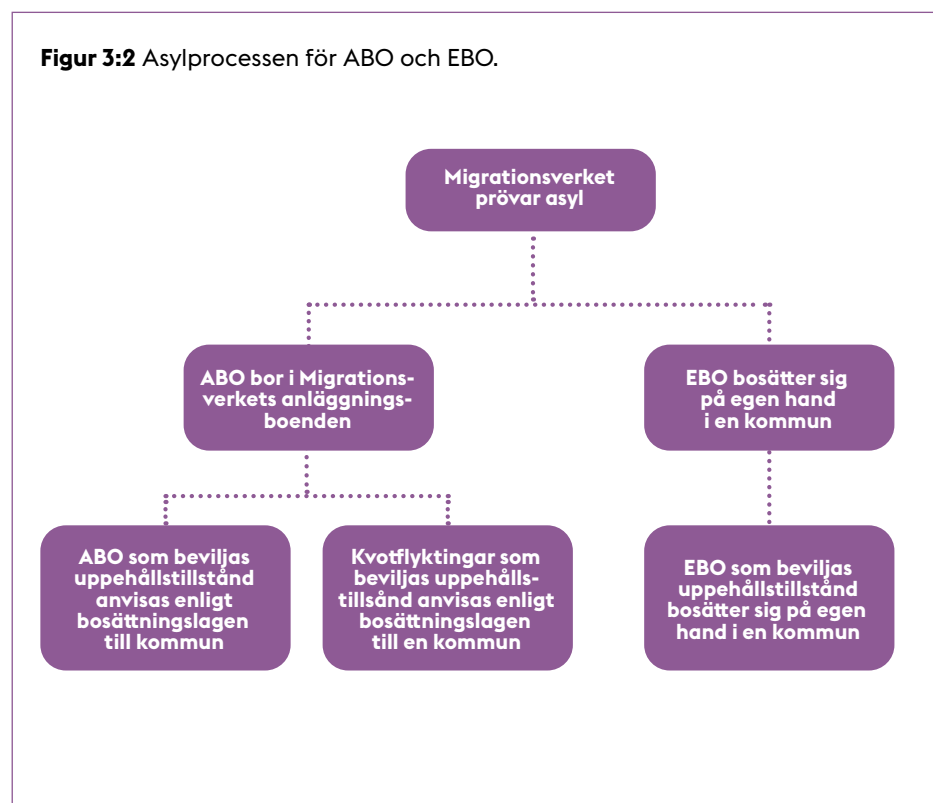 Figur 3:2 Asylprocessen för ABO och EBO.
Migrationsverket
prövar asyl
ABO bor i Migrations-
verkets anläggnings-
boenden
EBO bosätter sig
på egen hand
i en kommun
ABO som beviljas
uppehållstillstånd
anvisas enligt
bosättningslagen
till kommun
Kvotflyktingar som
beviljas uppehålls-
tillsånd anvisas enligt
bosättningslagen
till en kommun
EBO som beviljas
uppehållstillstånd
bosätter sig på egen
hand i en kommun